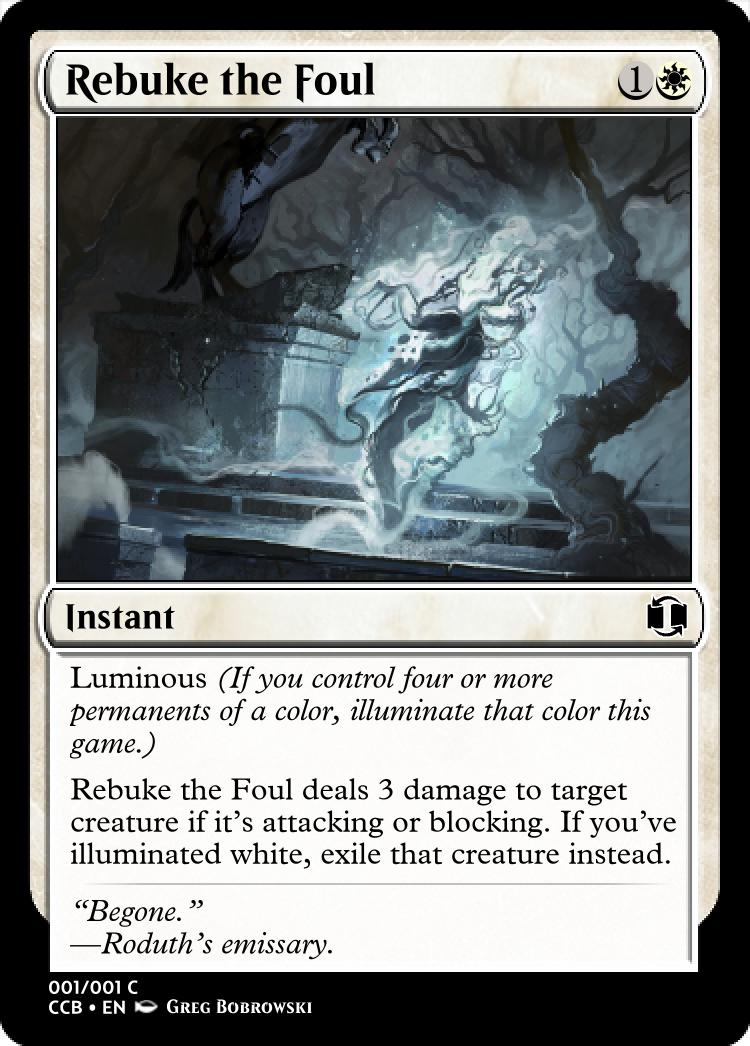 Rebuke the Foul 1
Instant
Luminous (If you control four or more
permanents of a color, illuminate that color this
game.)
Rebuke the Foul deals 3 damage to target
creature if it's attacking or blocking. If you've
illuminated white, exile that creature instead.
“Begone.”
—Roduth's emissary.
001/001 C
CCB • EN Greg Bobrowski